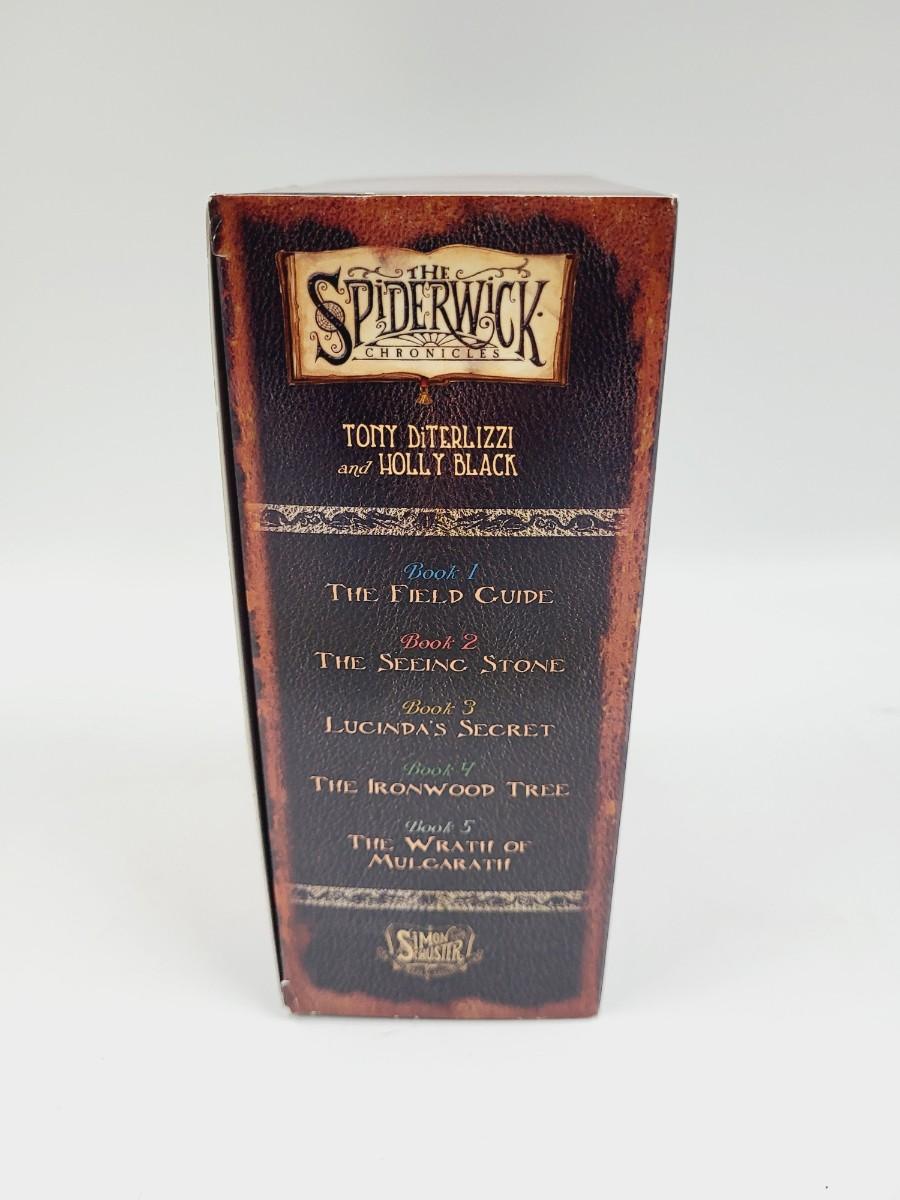 THE
SPiDERWiCK
CHRONICLES
TONY DiTERLIZZI
and HOLLY BLACK
Book 1
THE FIELD GUIDE
Book 2
THE SEEING STONE
Book 3
LUCINDA'S SECRET
Book 4
THE IRONWOOD TREE
Book 5
THE WRATH OF
MULGARATH
SiMON
SCHUSTER